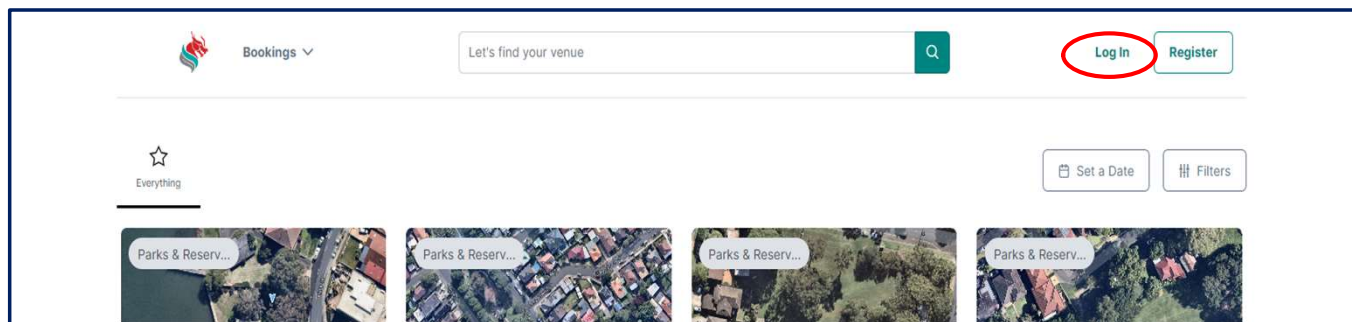 Bookings
Let's find your venue
Log In
Register
Everything
Set a Date
Filters
Parks & Reserv...
Parks & Reserv...
Parks & Reserv...
Parks & Reserv...